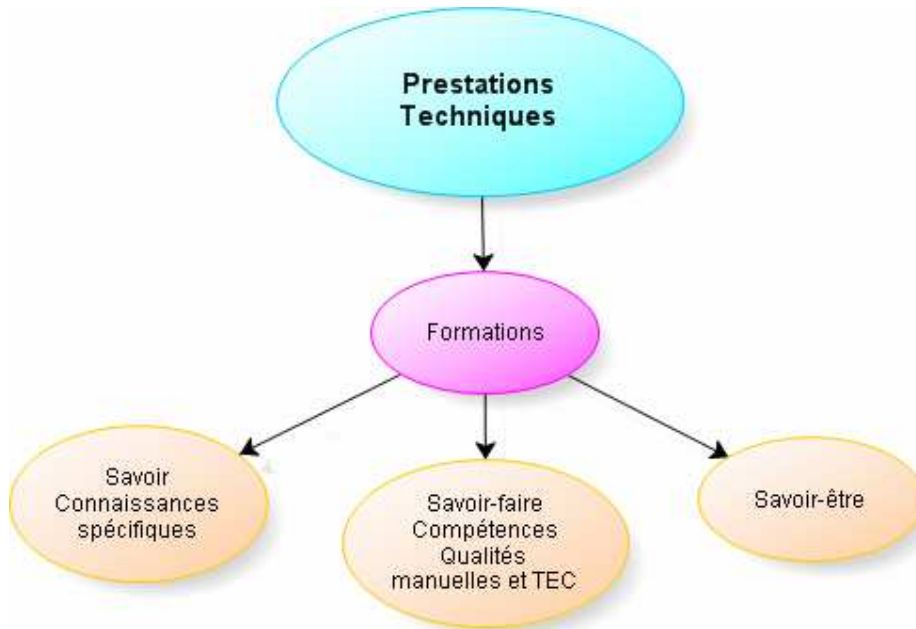 Prestations
Techniques
Formations
Savoir
Connaissances
spécifiques
Savoir-faire
Compétences
Qualités
manuelles et TEC
Savoir-être